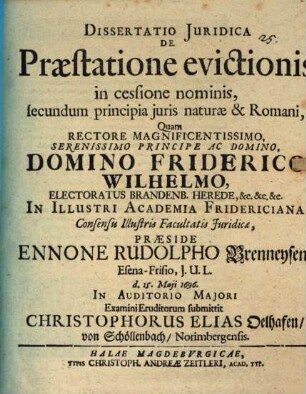 DISSERTATIO JURIDICA
25.
DE
Præstatione evictionis
in cessione nominis,
secundum principia juris naturæ & Romani,
Quam
RECTORE MAGNIFICENTISSIMO,
SERENISSIMO PRINCIPE AC DOMINO,
DOMINO FRIDERICO
WILHELMO,
ELECTORATUS BRANDENB. HEREDE, &c. &c. &c.
IN ILLUSTRI ACADEMIA FRIDERICIANA
Consensu Illustris Facultatis Juridicæ,
PRÆSIDE
ENNONE RUDOLPHO Brenneysen
Esena-Frisio, J. U. L.
d. 15. Maji 1696.
IN AUDITORIO MAJORI
Examini Eruditorum submittit
CHRISTOPHORUS ELIAS Oelhafen/
von Schöllenbach/ Norimbergensis.
HALAE MAGDEBVRGICAE,
TYPIS CHRISTOPH. ANDREÆ ZEITLERI, ACAD. TYP.